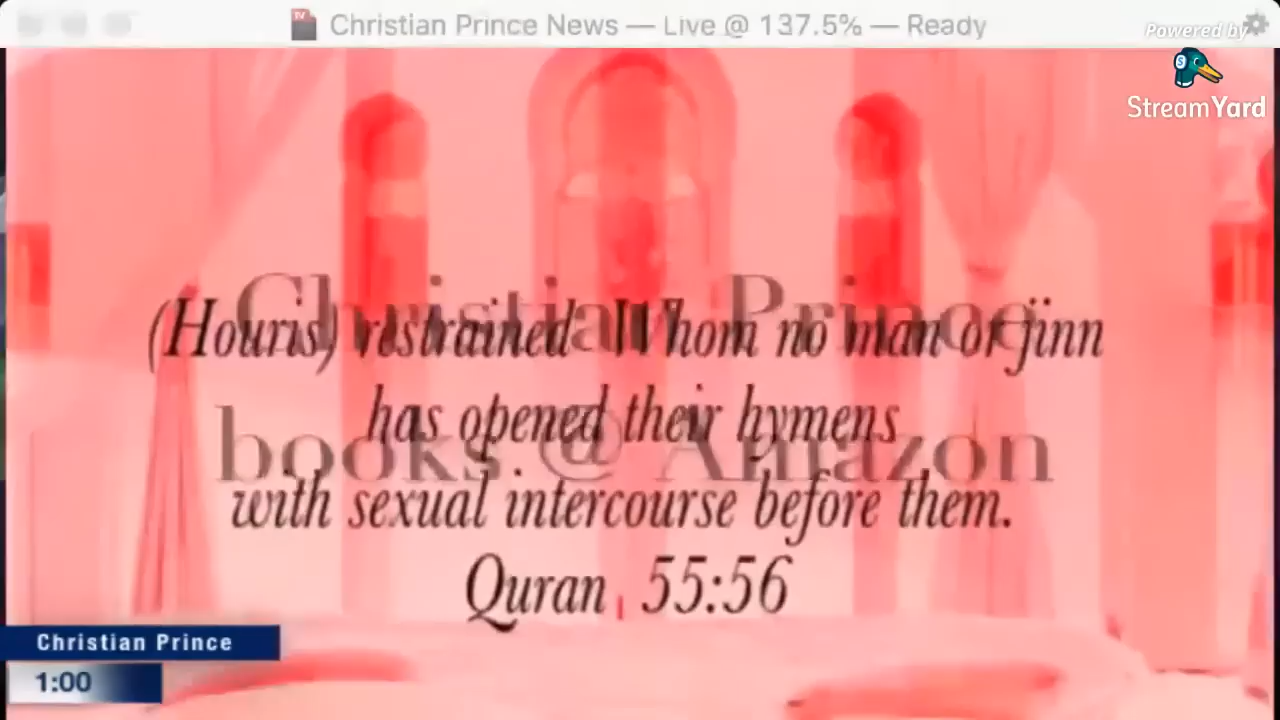 Christian Prince News — Live @ 137.5% — Ready
Powered by
StreamYard
Christian Prince
books @ Amazon
(Houris) restrained Whom no man or jinn
has opened their hymens
with sexual intercourse before them.
Quran 55:56
Christian Prince
1:00